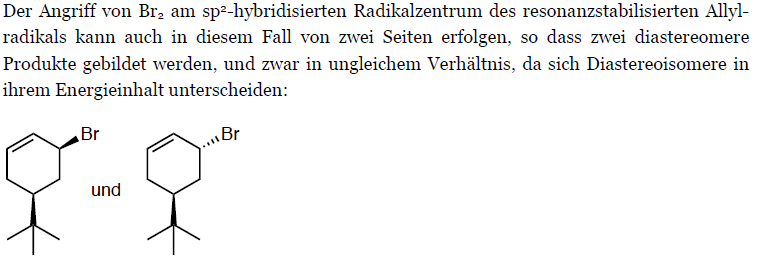 Der Angriff von Br₂ am sp²-hybridisierten Radikalzentrum des resonanzstabilisierten Allyl-
radikals kann auch in diesem Fall von zwei Seiten erfolgen, so dass zwei diastereomere
Produkte gebildet werden, und zwar in ungleichem Verhältnis, da sich Diastereoisomere in
ihrem Energieinhalt unterscheiden:
Br
Br
und